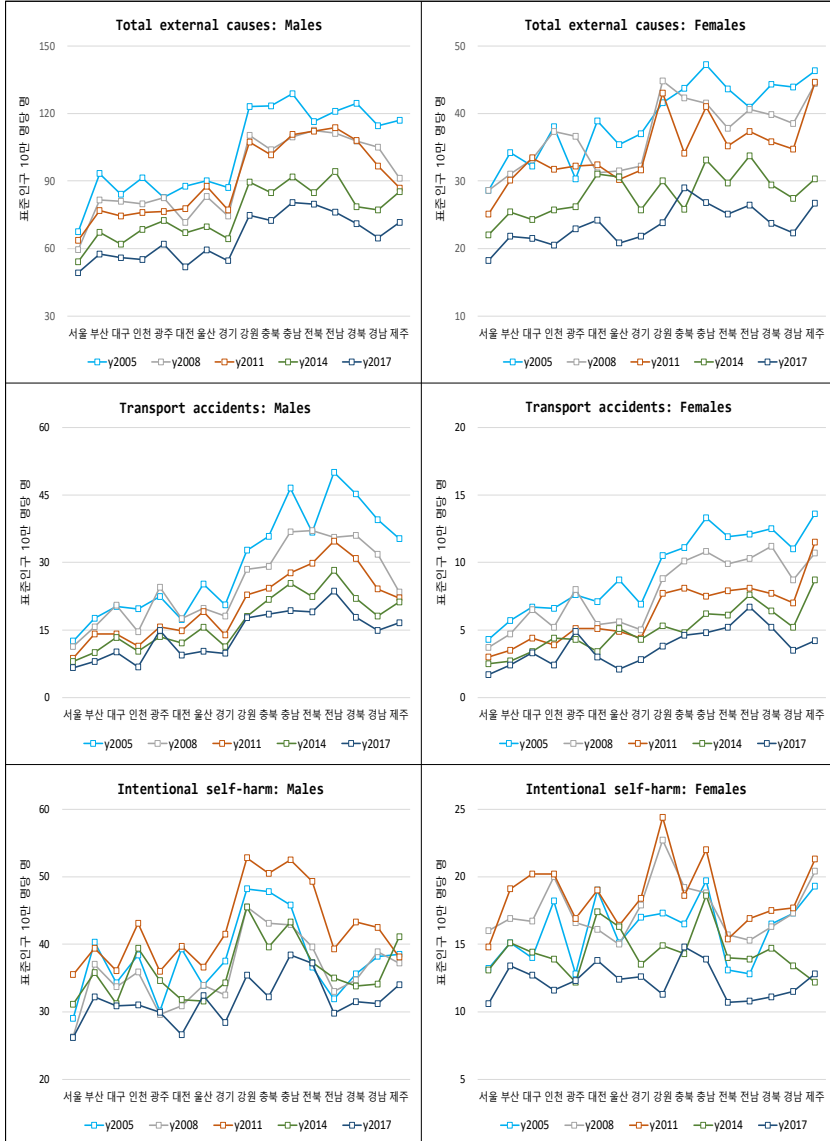 Total external causes: Males
표준인구 10만 명당 명
150
120
90
60
30
서울 부산 대구 인천 광주 대전 울산 경기 강원 충북 충남 전북 전남 경북 경남 제주
y2005 y2008 y2011 y2014 y2017
Total external causes: Females
표준인구 10만 명당 명
50
40
30
20
10
서울 부산 대구 인천 광주 대전 울산 경기 강원 충북 충남 전북 전남 경북 경남 제주
y2005 y2008 y2011 y2014 y2017
Transport accidents: Males
표준인구 10만 명당 명
60
45
30
15
0
서울 부산 대구 인천 광주 대전 울산 경기 강원 충북 충남 전북 전남 경북 경남 제주
y2005 y2008 y2011 y2014 y2017
Transport accidents: Females
표준인구 10만 명당 명
20
15
10
5
0
서울 부산 대구 인천 광주 대전 울산 경기 강원 충북 충남 전북 전남 경북 경남 제주
y2005 y2008 y2011 y2014 y2017
Intentional self-harm: Males
표준인구 10만 명당 명
60
50
40
30
20
서울 부산 대구 인천 광주 대전 울산 경기 강원 충북 충남 전북 전남 경북 경남 제주
y2005 y2008 y2011 y2014 y2017
Intentional self-harm: Females
표준인구 10만 명당 명
25
20
15
10
5
서울 부산 대구 인천 광주 대전 울산 경기 강원 충북 충남 전북 전남 경북 경남 제주
y2005 y2008 y2011 y2014 y2017